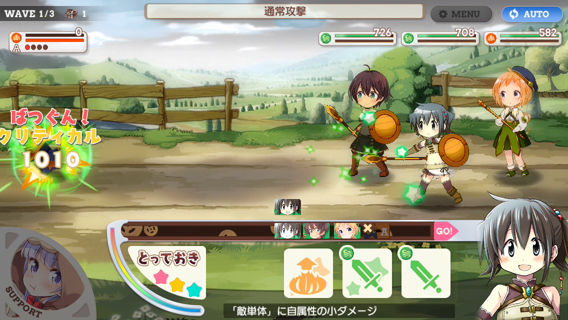 WAVE 1/3 1
通常攻撃
MENU
AUTO
0
A
726
708
582
ばつぐん！
クリティカル
1010
GO!
とっておき
A
SUPPORT
「敵単体」に自属性の小ダメージ